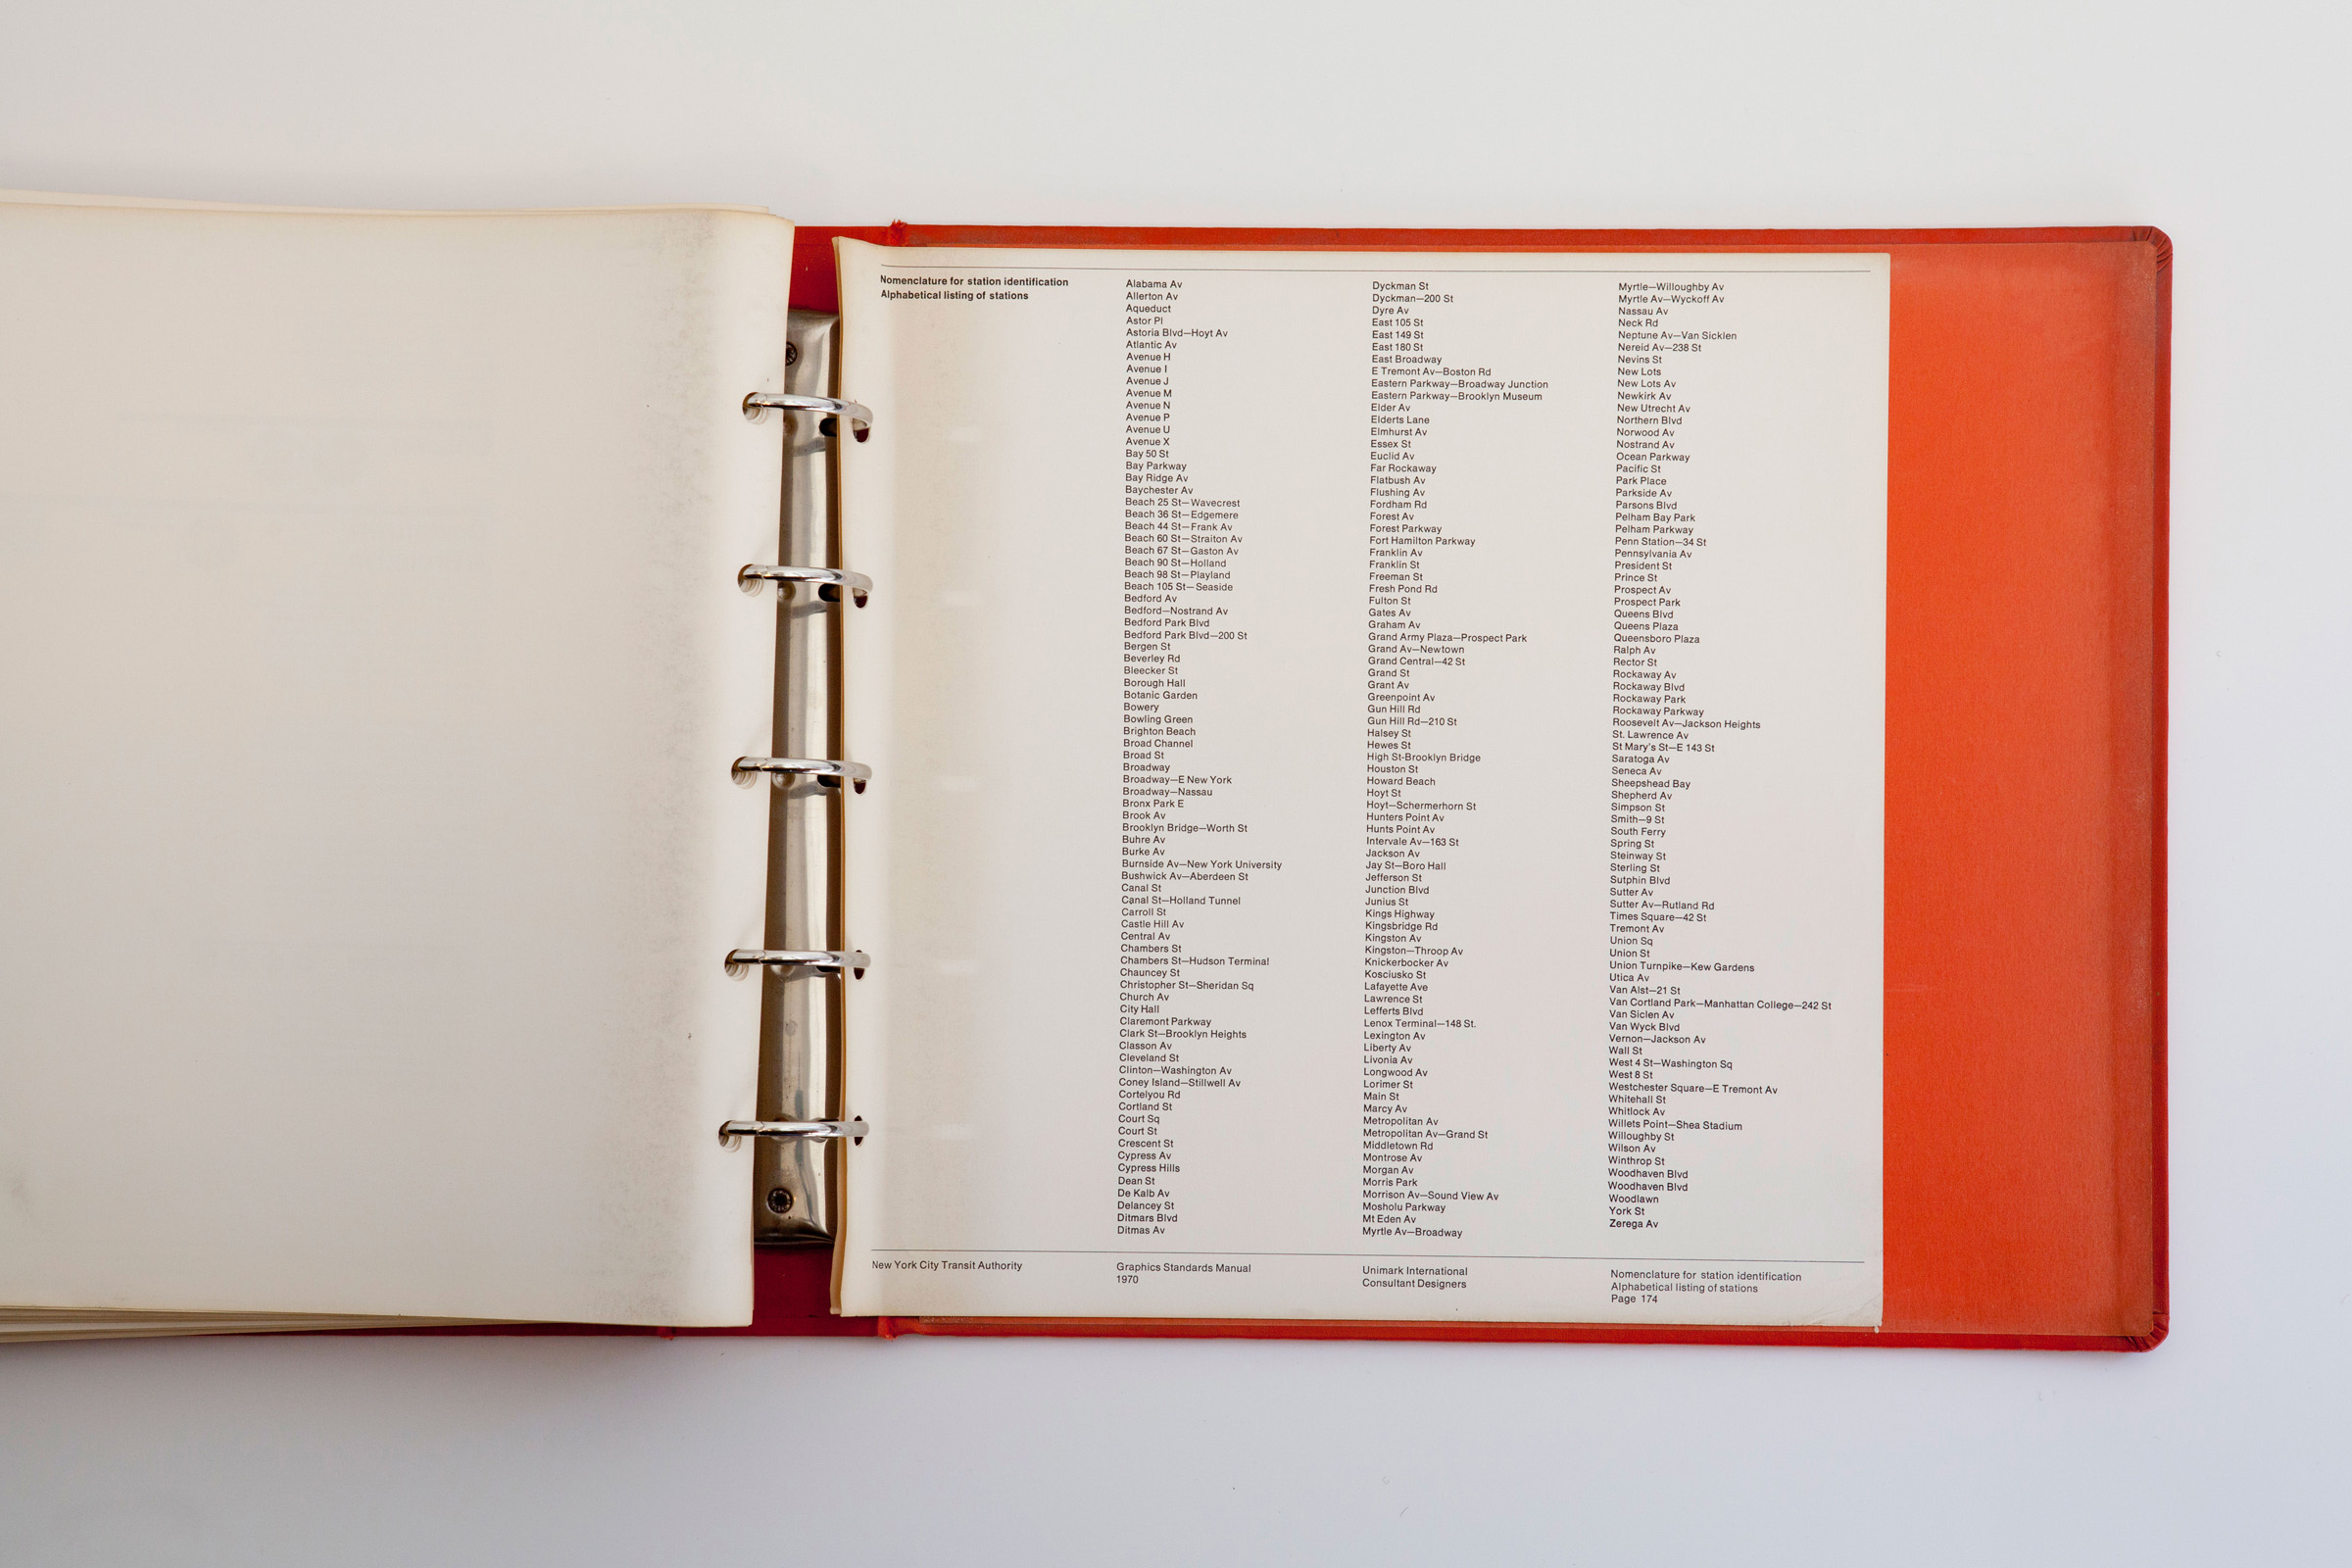 Nomenclature for station identification
Alphabetical listing of stations
Alabama Av
Allerton Av
Aqueduct
Astor Pl
Astoria Blvd—Hoyt Av
Atlantic Av
Avenue H
Avenue I
Avenue J
Avenue M
Avenue N
Avenue P
Avenue U
Avenue X
Bay 50 St
Bay Parkway
Bay Ridge Av
Baychester Av
Beach 25 St—Wavecrest
Beach 36 St—Edgemere
Beach 44 St—Frank Av
Beach 60 St—Straiton Av
Beach 67 St—Gaston Av
Beach 90 St—Holland
Beach 98 St—Playland
Beach 105 St—Seaside
Bedford Av
Bedford—Nostrand Av
Bedford Park Blvd
Bedford Park Blvd—200 St
Bergen St
Beverley Rd
Bleecker St
Borough Hall
Botanic Garden
Bowery
Bowling Green
Brighton Beach
Broad Channel
Broad St
Broadway
Broadway—E New York
Broadway—Nassau
Bronx Park E
Brook Av
Brooklyn Bridge—Worth St
Buhre Av
Burke Av
Burnside Av—New York University
Bushwick Av—Aberdeen St
Canal St
Canal St—Holland Tunnel
Carroll St
Castle Hill Av
Central Av
Chambers St
Chambers St—Hudson Terminal
Chauncey St
Christopher St—Sheridan Sq
Church Av
City Hall
Claremont Parkway
Clark St—Brooklyn Heights
Classon Av
Cleveland St
Clinton—Washington Av
Coney Island—Stillwell Av
Cortelyou Rd
Cortland St
Court Sq
Court St
Crescent St
Cypress Av
Cypress Hills
Dean St
De Kalb Av
Delancey St
Ditmars Blvd
Ditmas Av
Dyckman St
Dyckman—200 St
Dyre Av
East 105 St
East 149 St
East 180 St
East Broadway
E Tremont Av—Boston Rd
Eastern Parkway—Broadway Junction
Eastern Parkway—Brooklyn Museum
Elder Av
Elderts Lane
Elmhurst Av
Essex St
Euclid Av
Far Rockaway
Flatbush Av
Flushing Av
Fordham Rd
Forest Av
Forest Parkway
Fort Hamilton Parkway
Franklin Av
Franklin St
Freeman St
Fresh Pond Rd
Fulton St
Gates Av
Graham Av
Grand Army Plaza—Prospect Park
Grand Av—Newtown
Grand Central—42 St
Grand St
Grant Av
Greenpoint Av
Gun Hill Rd
Gun Hill Rd—210 St
Halsey St
Hewes St
High St-Brooklyn Bridge
Houston St
Howard Beach
Hoyt St
Hoyt—Schermerhorn St
Hunters Point Av
Hunts Point Av
Intervale Av—163 St
Jackson Av
Jay St—Boro Hall
Jefferson St
Junction Blvd
Junius St
Kings Highway
Kingsbridge Rd
Kingston Av
Kingston—Throop Av
Knickerbocker Av
Kosciusko St
Lafayette Ave
Lawrence St
Lefferts Blvd
Lenox Terminal—148 St.
Lexington Av
Liberty Av
Livonia Av
Longwood Av
Lorimer St
Main St
Marcy Av
Metropolitan Av
Metropolitan Av—Grand St
Middletown Rd
Montrose Av
Morgan Av
Morris Park
Morrison Av—Sound View Av
Mosholu Parkway
Mt Eden Av
Myrtle Av—Broadway
Myrtle—Willoughby Av
Myrtle Av—Wyckoff Av
Nassau Av
Neck Rd
Neptune Av—Van Sicklen
Nereid Av—238 St
Nevins St
New Lots
New Lots Av
Newkirk Av
New Utrecht Av
Northern Blvd
Norwood Av
Nostrand Av
Ocean Parkway
Pacific St
Park Place
Parkside Av
Parsons Blvd
Pelham Bay Park
Pelham Parkway
Penn Station—34 St
Pennsylvania Av
President St
Prince St
Prospect Av
Prospect Park
Queens Blvd
Queens Plaza
Queensboro Plaza
Ralph Av
Rector St
Rockaway Av
Rockaway Blvd
Rockaway Park
Rockaway Parkway
Roosevelt Av—Jackson Heights
St. Lawrence Av
St Mary's St—E 143 St
Saratoga Av
Seneca Av
Sheepshead Bay
Shepherd Av
Simpson St
Smith—9 St
South Ferry
Spring St
Steinway St
Sterling St
Sutphin Blvd
Sutter Av
Sutter Av—Rutland Rd
Times Square—42 St
Tremont Av
Union Sq
Union St
Union Turnpike—Kew Gardens
Utica Av
Van Alst—21 St
Van Cortland Park—Manhattan College—242 St
Van Siclen Av
Van Wyck Blvd
Vernon—Jackson Av
Wall St
West 4 St—Washington Sq
West 8 St
Westchester Square—E Tremont Av
Whitehall St
Whitlock Av
Willets Point—Shea Stadium
Willoughby St
Wilson Av
Winthrop St
Woodhaven Blvd
Woodhaven Blvd
Woodlawn
York St
Zerega Av
New York City Transit Authority
Graphics Standards Manual
1970
Unimark International
Consultant Designers
Nomenclature for station identification
Alphabetical listing of stations
Page 174